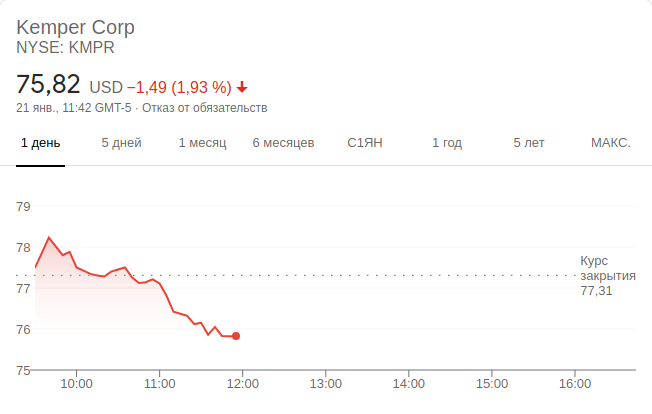 Kemper Corp
NYSE: KMPR
75,82 USD −1,49 (1,93 %)
21 янв., 11:42 GMT-5 · Отказ от обязательств
1 день 5 дней 1 месяц 6 месяцев С1ЯН 1 год 5 лет МАКС.
79
78
Курс
закрытия
77,31
77
76
75
10:00 11:00 12:00 13:00 14:00 15:00 16:00